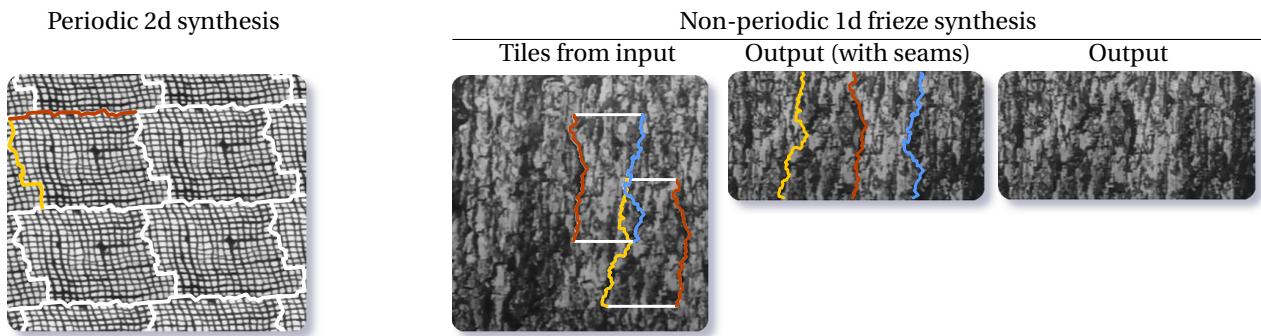 Periodic 2d synthesis
Non-periodic 1d frieze synthesis
Tiles from input
Output (with seams)
Output